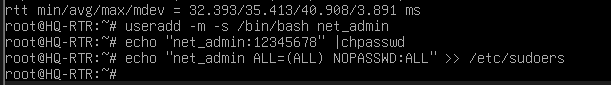 rtt min/avg/max/mdev = 32.393/35.413/40.908/3.891 ms
root@HQ-RTR:~# useradd -m -s /bin/bash net_admin
root@HQ-RTR:~# echo "net_admin:12345678" |chpasswd
root@HQ-RTR:~# echo "net_admin ALL=(ALL) NOPASSWD:ALL" >> /etc/sudoers
root@HQ-RTR:~#